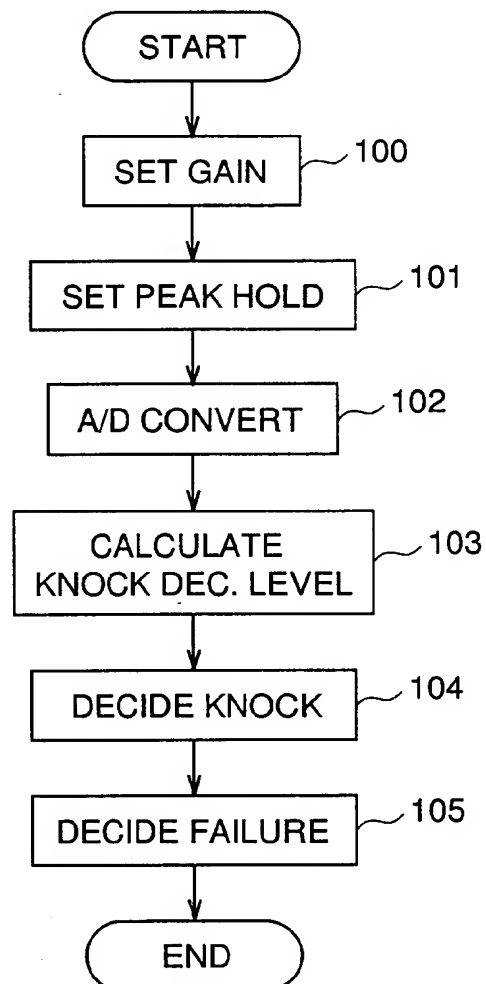 START
SET GAIN
100
SET PEAK HOLD
101
A/D CONVERT
102
CALCULATE
KNOCK DEC. LEVEL
103
DECIDE KNOCK
104
DECIDE FAILURE
105
END